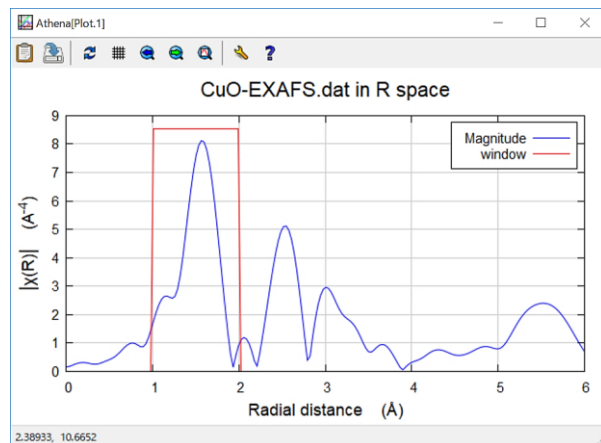 Athena[Plot.1]
CuO-EXAFS.dat in R space
Magnitude
window
|χ(R)| (A⁻⁴)
9
8
7
6
5
4
3
2
1
0
0 1 2 3 4 5 6
Radial distance (Å)
2.38933, 10.6652